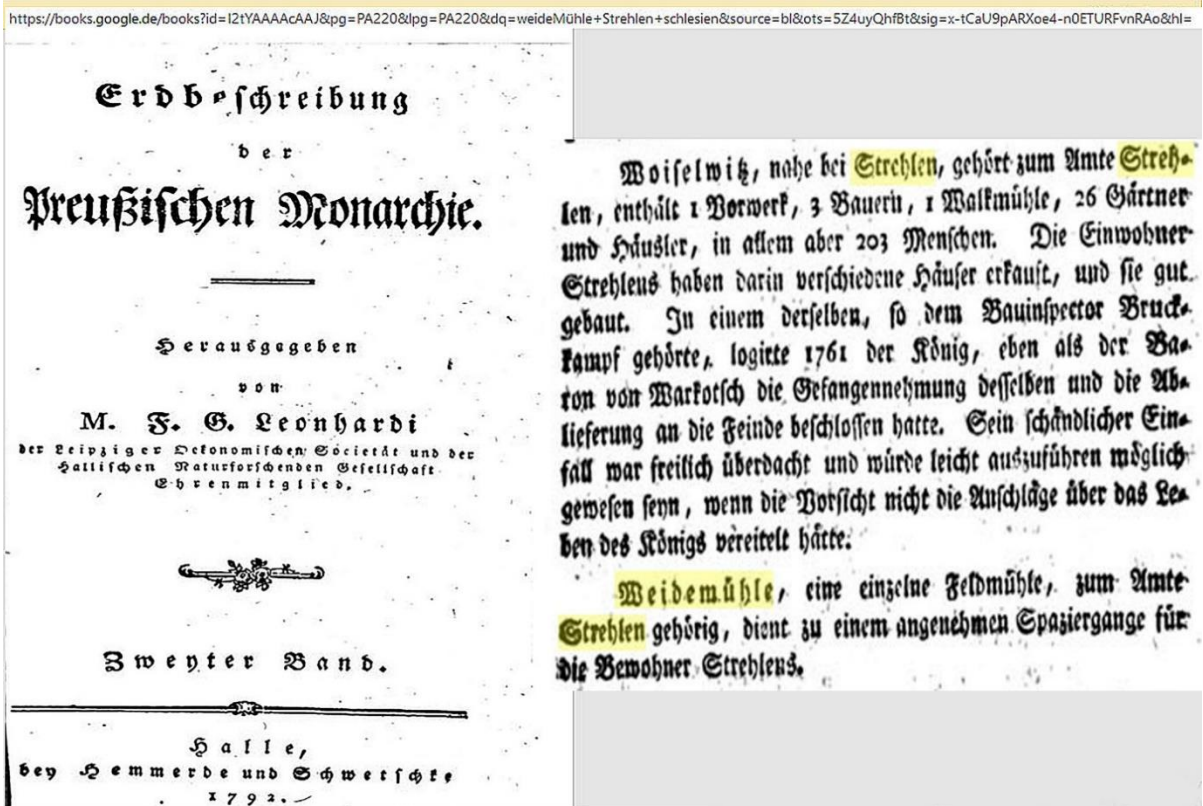 https://books.google.de/books?id=I2tYAAAAcAAJ&pg=PA220&lpg=PA220&dq=weideMühle+Strehlen+schlesien&source=bl&ots=5Z4uyQhfBt&sig=x-tCaU9pARXoe4-n0ETURFvnRAo&hl=
Erdbeſchreibung
der
Preußiſchen Monarchie.
Herausgegeben
von
M. F. G. Leonhardi
der Leipziger Oekonomiſchen Societät und der
Halliſchen Naturforſchenden Geſellſchaft
Ehrenmitglied.
Zweyter Band.
Halle,
bey Hemmerde und Schwetſchke
1792.
Woiſelwitz, nahe bei Strehlen, gehört zum Amte Streh-
len, enthält 1 Vorwerk, 3 Bauern, 1 Walkmühle, 26 Gärtner
und Häusler, in allem aber 203 Menſchen. Die Einwohner
Strehlens haben darin verſchiedene Häuſer erkauft, und ſie gut
gebaut. In einem derſelben, ſo dem Bauinſpector Bruck-
kampf gehörte, logirte 1761 der König, eben als der Ba-
ron von Warkotſch die Gefangennehmung deſſelben und die Ab-
lieferung an die Feinde beſchloſſen hatte. Sein ſchändlicher Ein-
fall war freilich überdacht und würde leicht auszuführen möglich
geweſen ſeyn, wenn die Vorſicht nicht die Anſchläge über das Le-
ben des Königs vereitelt hätte.
Weidemühle, eine einzelne Feldmühle, zum Amte
Strehlen gehörig, dient zu einem angenehmen Spaziergange für
die Bewohner Strehlens.